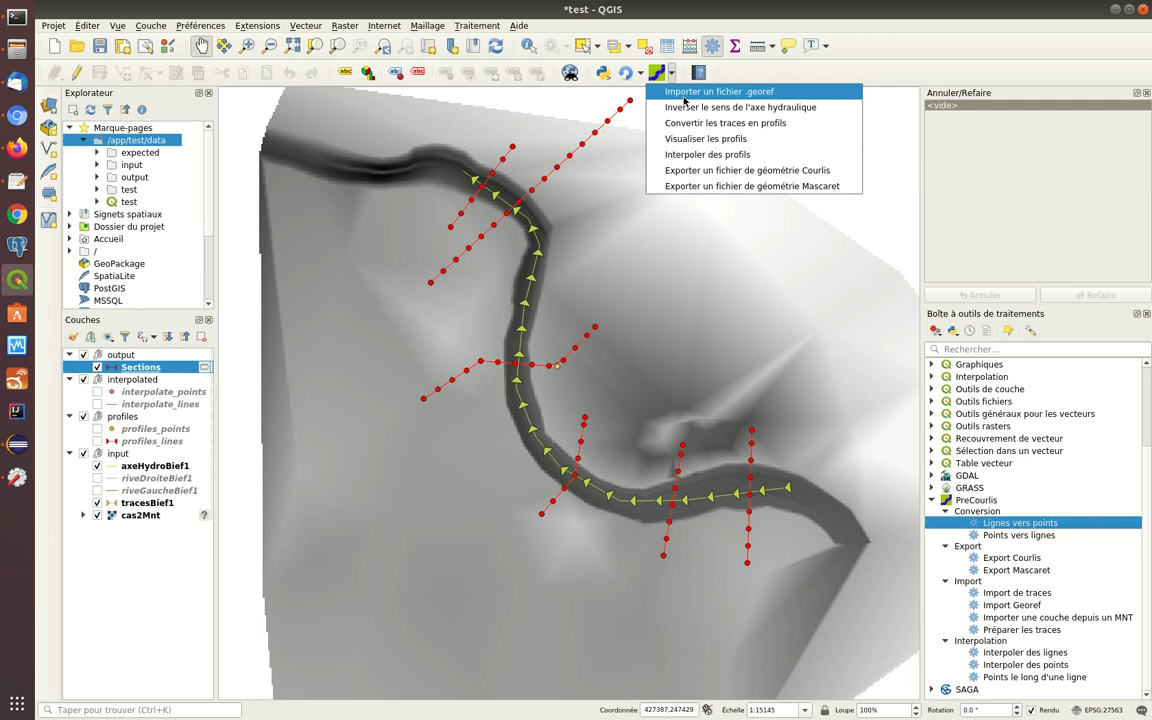 *test - QGIS
Projet Éditer Vue Couche Préférences Extensions Vecteur Raster Internet Maillage Traitement Aide
Explorateur
Marque-pages
/app/test/data
expected
input
output
test
test
Signets spatiaux
Dossier du projet
Accueil
/
GeoPackage
SpatiaLite
PostGIS
MSSQL
Couches
output
Sections
interpolated
interpolate_points
interpolate_lines
profiles
profiles_points
profiles_lines
input
axeHydroBief1
riveDroiteBief1
riveGaucheBief1
tracesBief1
cas2Mnt
Importer un fichier .georef
Inverser le sens de l'axe hydraulique
Convertir les traces en profils
Visualiser les profils
Interpoler des profils
Exporter un fichier de géométrie Courlis
Exporter un fichier de géométrie Mascaret
Annuler/Refaire
<vide>
Annuler Refaire
Boîte à outils de traitements
Rechercher...
Graphiques
Interpolation
Outils de couche
Outils fichiers
Outils généraux pour les vecteurs
Outils rasters
Recouvrement de vecteur
Sélection dans un vecteur
Table vecteur
GDAL
GRASS
PreCourlis
Conversion
Lignes vers points
Points vers lignes
Export
Export Courlis
Export Mascaret
Import
Import de traces
Import Georef
Importer une couche depuis un MNT
Préparer les traces
Interpolation
Interpoler des lignes
Interpoler des points
Points le long d'une ligne
SAGA
Taper pour trouver (Ctrl+K)
Coordonnée 427387,247429 Échelle 1:15145 Loupe 100% Rotation 0.0 ° Rendu EPSG:27563